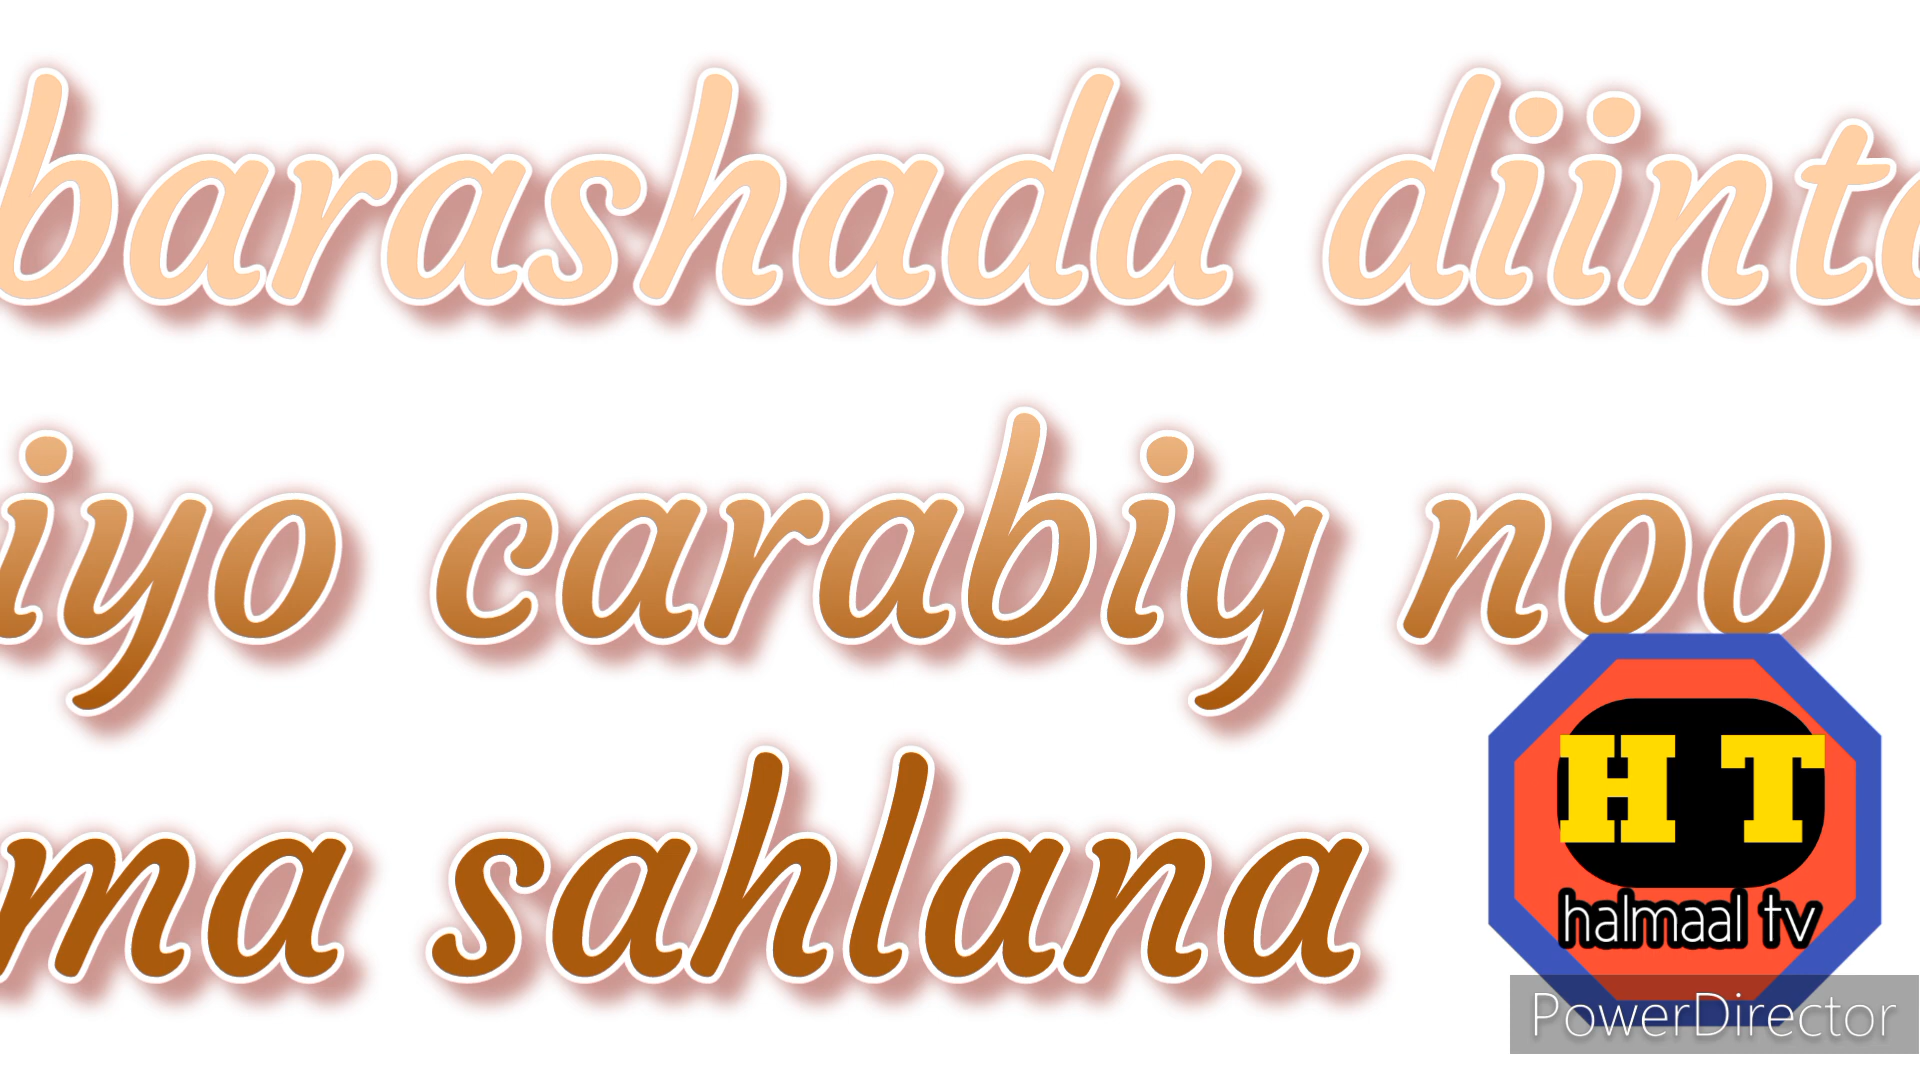 barashada diinta
iyo carabig noo
ma sahlana
H T
halmaal tv
PowerDirector